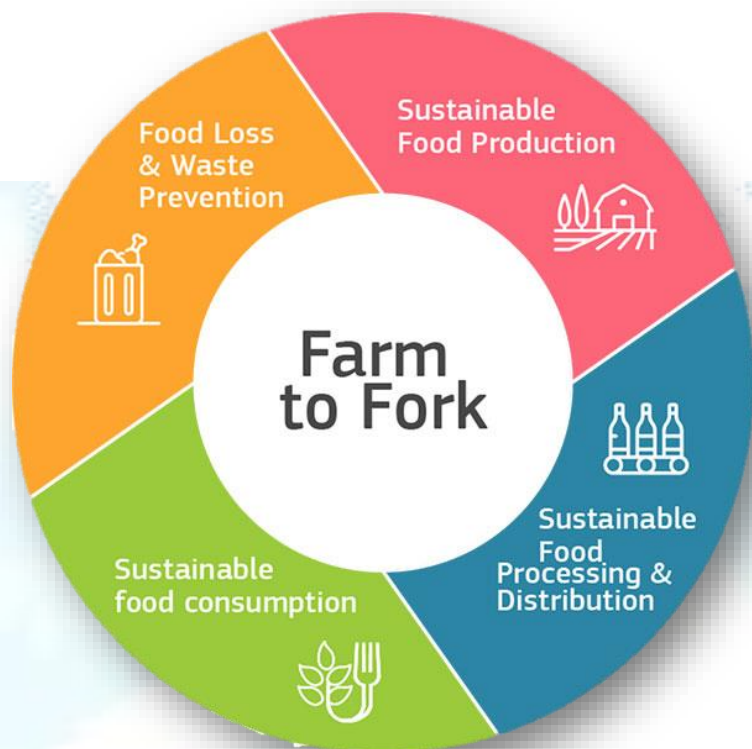 Food Loss
& Waste
Prevention
Sustainable
Food Production
Farm
to Fork
Sustainable
Food
Processing &
Distribution
Sustainable
food consumption